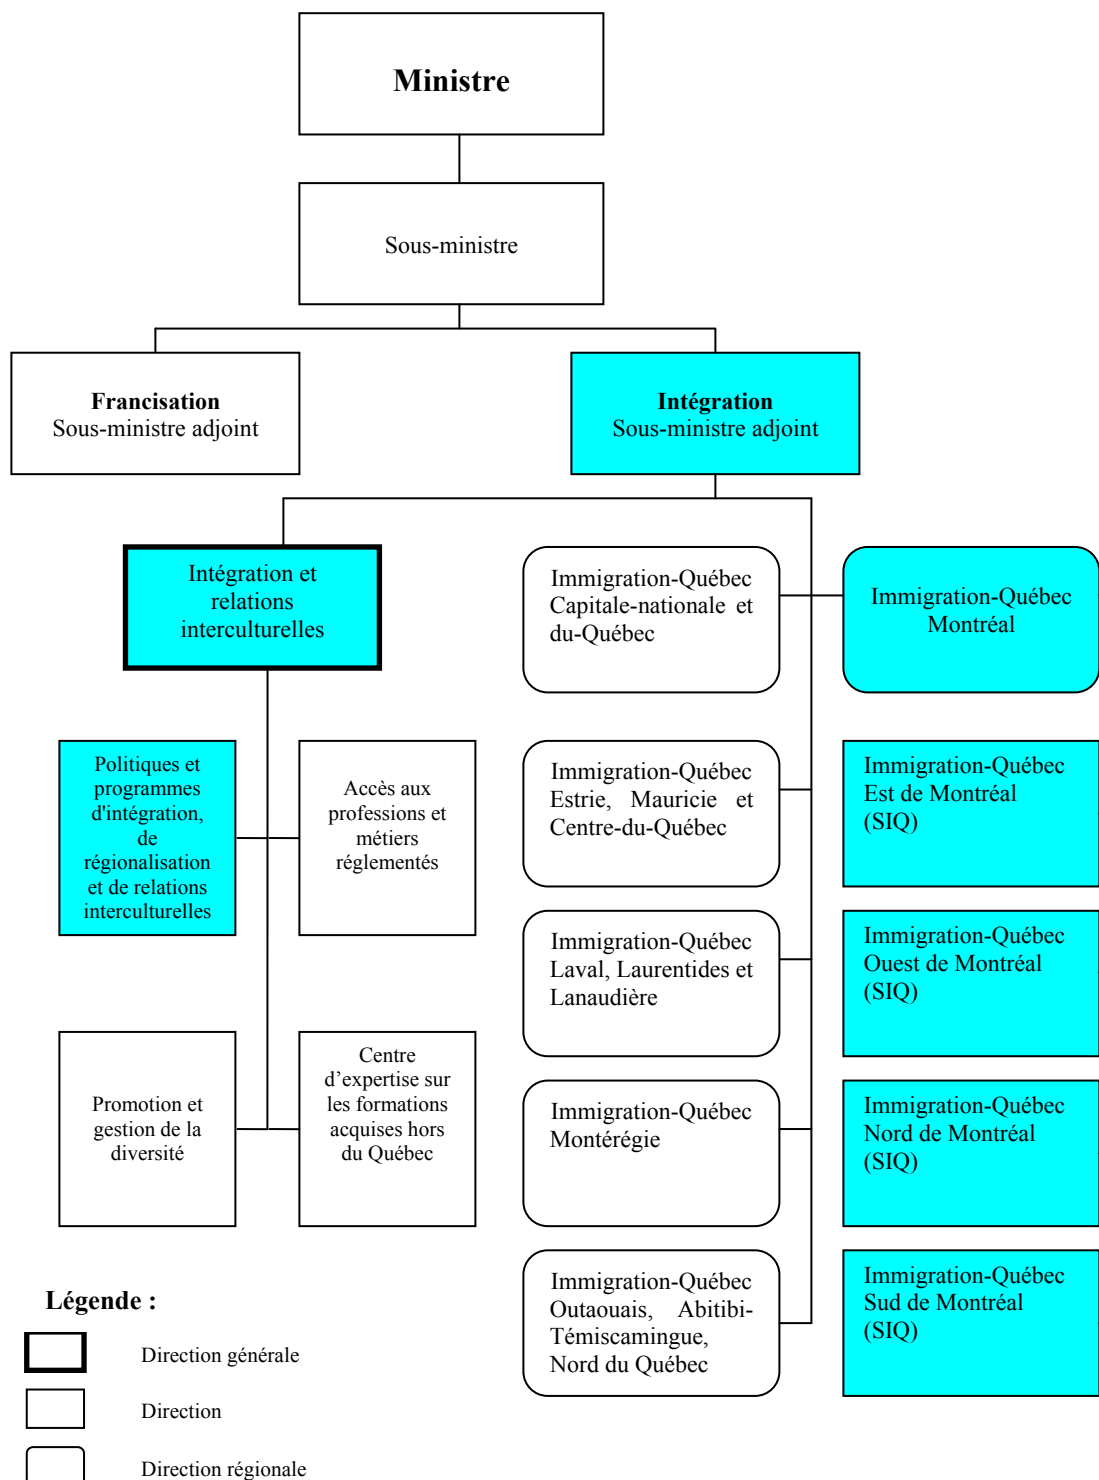 Ministre
Sous-ministre
Francisation
Sous-ministre adjoint
Intégration
Sous-ministre adjoint
Intégration et
relations
interculturelles
Politiques et
programmes
d'intégration,
de
régionalisation
et de relations
interculturelles
Accès aux
professions et
métiers
réglementés
Promotion et
gestion de la
diversité
Centre
d’expertise sur
les formations
acquises hors
du Québec
Immigration-Québec
Capitale-nationale et
du-Québec
Immigration-Québec
Estrie, Mauricie et
Centre-du-Québec
Immigration-Québec
Laval, Laurentides et
Lanaudière
Immigration-Québec
Montérégie
Immigration-Québec
Outaouais, Abitibi-
Témiscamingue,
Nord du Québec
Immigration-Québec
Montréal
Immigration-Québec
Est de Montréal
(SIQ)
Immigration-Québec
Ouest de Montréal
(SIQ)
Immigration-Québec
Nord de Montréal
(SIQ)
Immigration-Québec
Sud de Montréal
(SIQ)
Légende :
Direction générale
Direction
Direction régionale